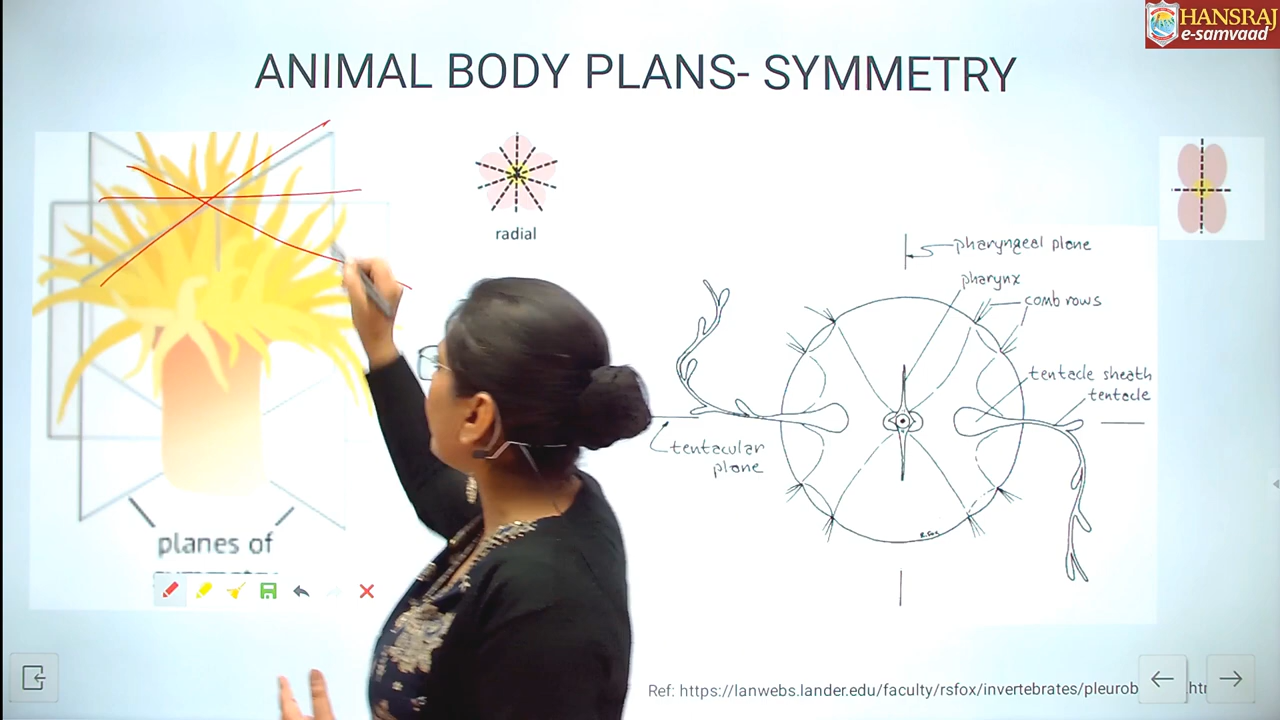 HANSRAJ
e-samvaad
ANIMAL BODY PLANS- SYMMETRY
radial
pharyngeal plane
pharynx
comb rows
tentacle sheath
tentacle
tentacular
plane
planes of
Ref: https://lanwebs.lander.edu/faculty/rsfox/invertebrates/pleurob